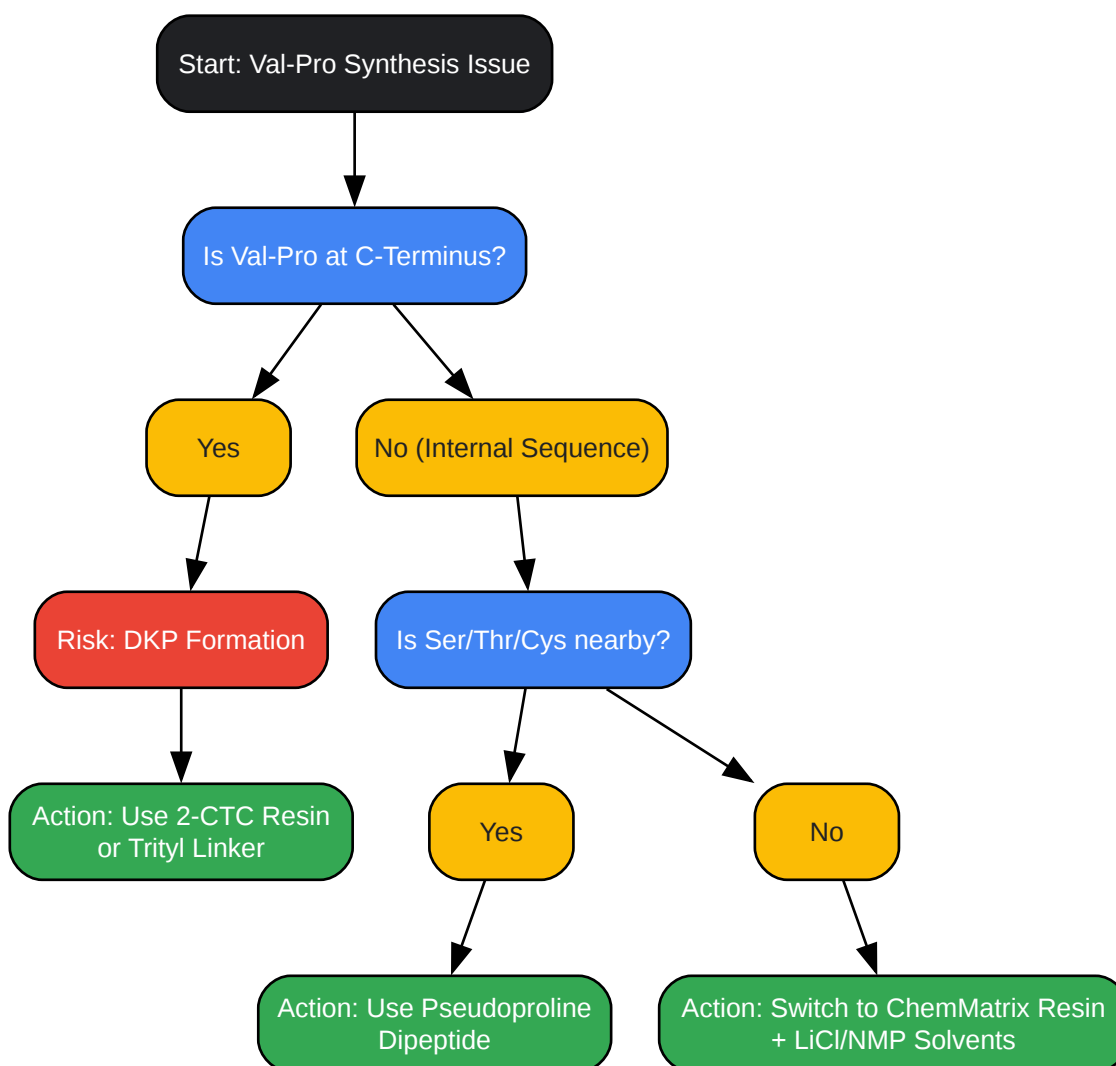 Start: Val-Pro Synthesis Issue
Is Val-Pro at C-Terminus?
Yes
No (Internal Sequence)
Risk: DKP Formation
Is Ser/Thr/Cys nearby?
Action: Use 2-CTC Resin
or Trityl Linker
Yes
No
Action: Use Pseudoproline
Dipeptide
Action: Switch to ChemMatrix Resin
+ LiCl/NMP Solvents